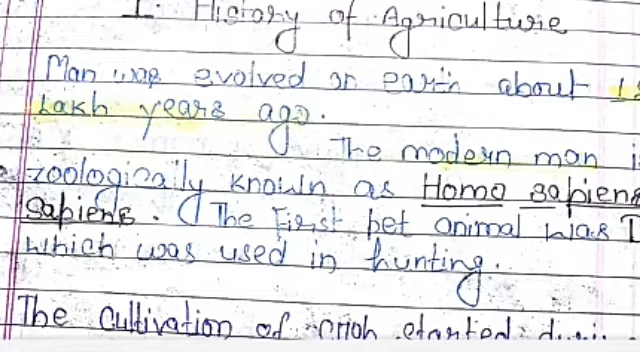 1. History of Agriculture
Man was evolved on earth about
Lakh years ago.
The modern man
zoologically known as Homo sapiens
Sapiens. The First pet animal was
which was used in hunting.
The cultivation of started